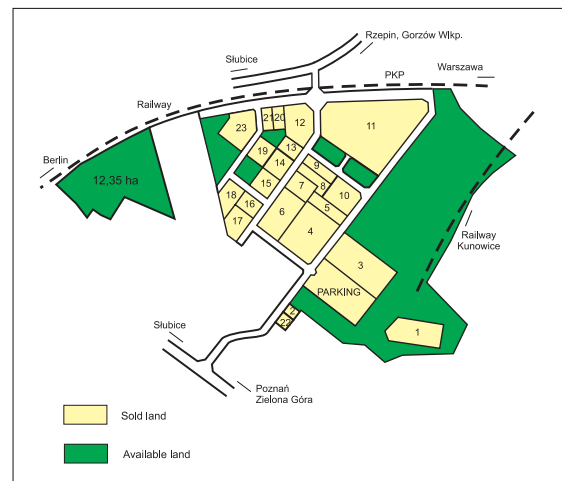 Rzepin, Gorzów Wlkp.
Słubice
Warszawa
PKP
Railway
Berlin
12,35 ha
23
21
20
12
11
13
19
14
9
15
7
8
10
18
16
5
17
6
4
3
PARKING
2
22
1
Railway
Kunowice
Słubice
Poznań
Zielona Góra
Sold land
Available land